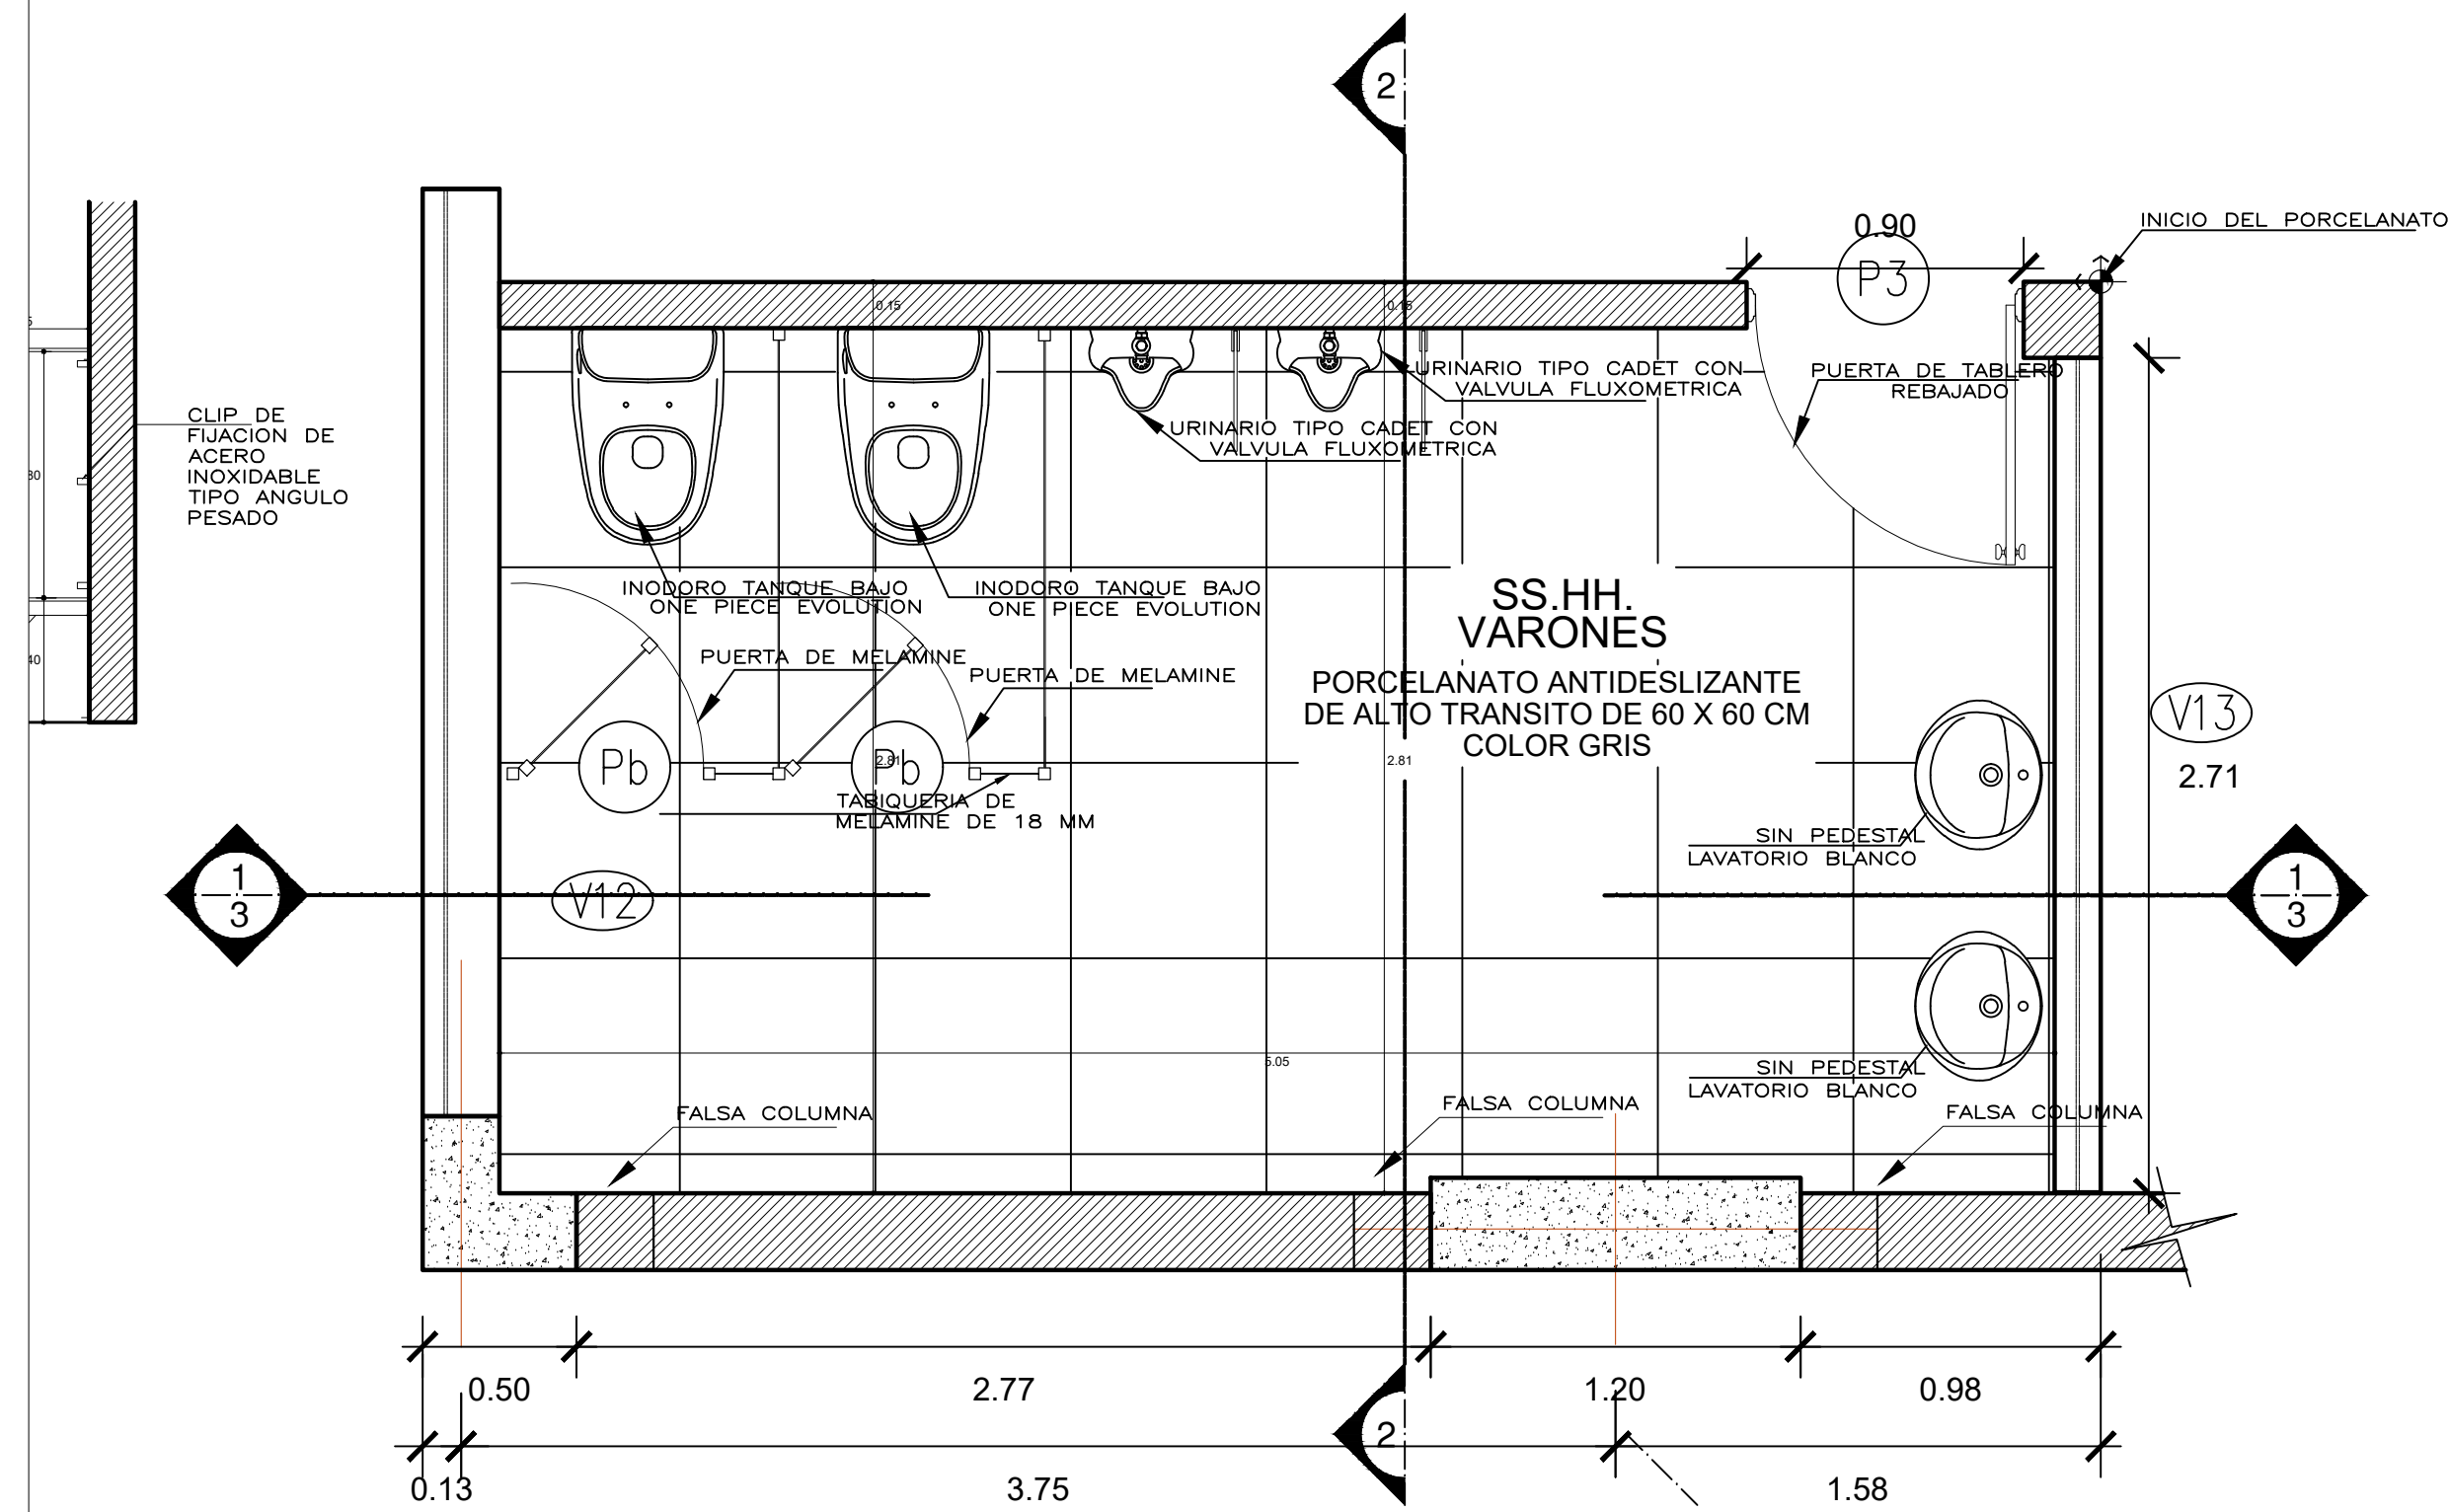 2
0.90
P3
INICIO DEL PORCELANATO
0.15
0.15
CLIP DE
FIJACION DE
ACERO
INOXIDABLE
TIPO ANGULO
PESADO
URINARIO TIPO CADET CON
VALVULA FLUXOMETRICA
PUERTA DE TABLERO
REBAJADO
URINARIO TIPO CADET CON
VALVULA FLUXOMETRICA
INODORO TANQUE BAJO
ONE PIECE EVOLUTION
INODORO TANQUE BAJO
ONE PIECE EVOLUTION
SS.HH.
VARONES
PORCELANATO ANTIDESLIZANTE
DE ALTO TRANSITO DE 60 X 60 CM
COLOR GRIS
PUERTA DE MELAMINE
PUERTA DE MELAMINE
40
V13
2.71
Pb
Pb
2.81
2.81
TABIQUERIA DE
MELAMINE DE 18 MM
SIN PEDESTAL
LAVATORIO BLANCO
1
3
V12
1
3
5.05
SIN PEDESTAL
LAVATORIO BLANCO
FALSA COLUMNA
FALSA COLUMNA
FALSA COLUMNA
0.50
2.77
1.20
0.98
2
0.13
3.75
1.58